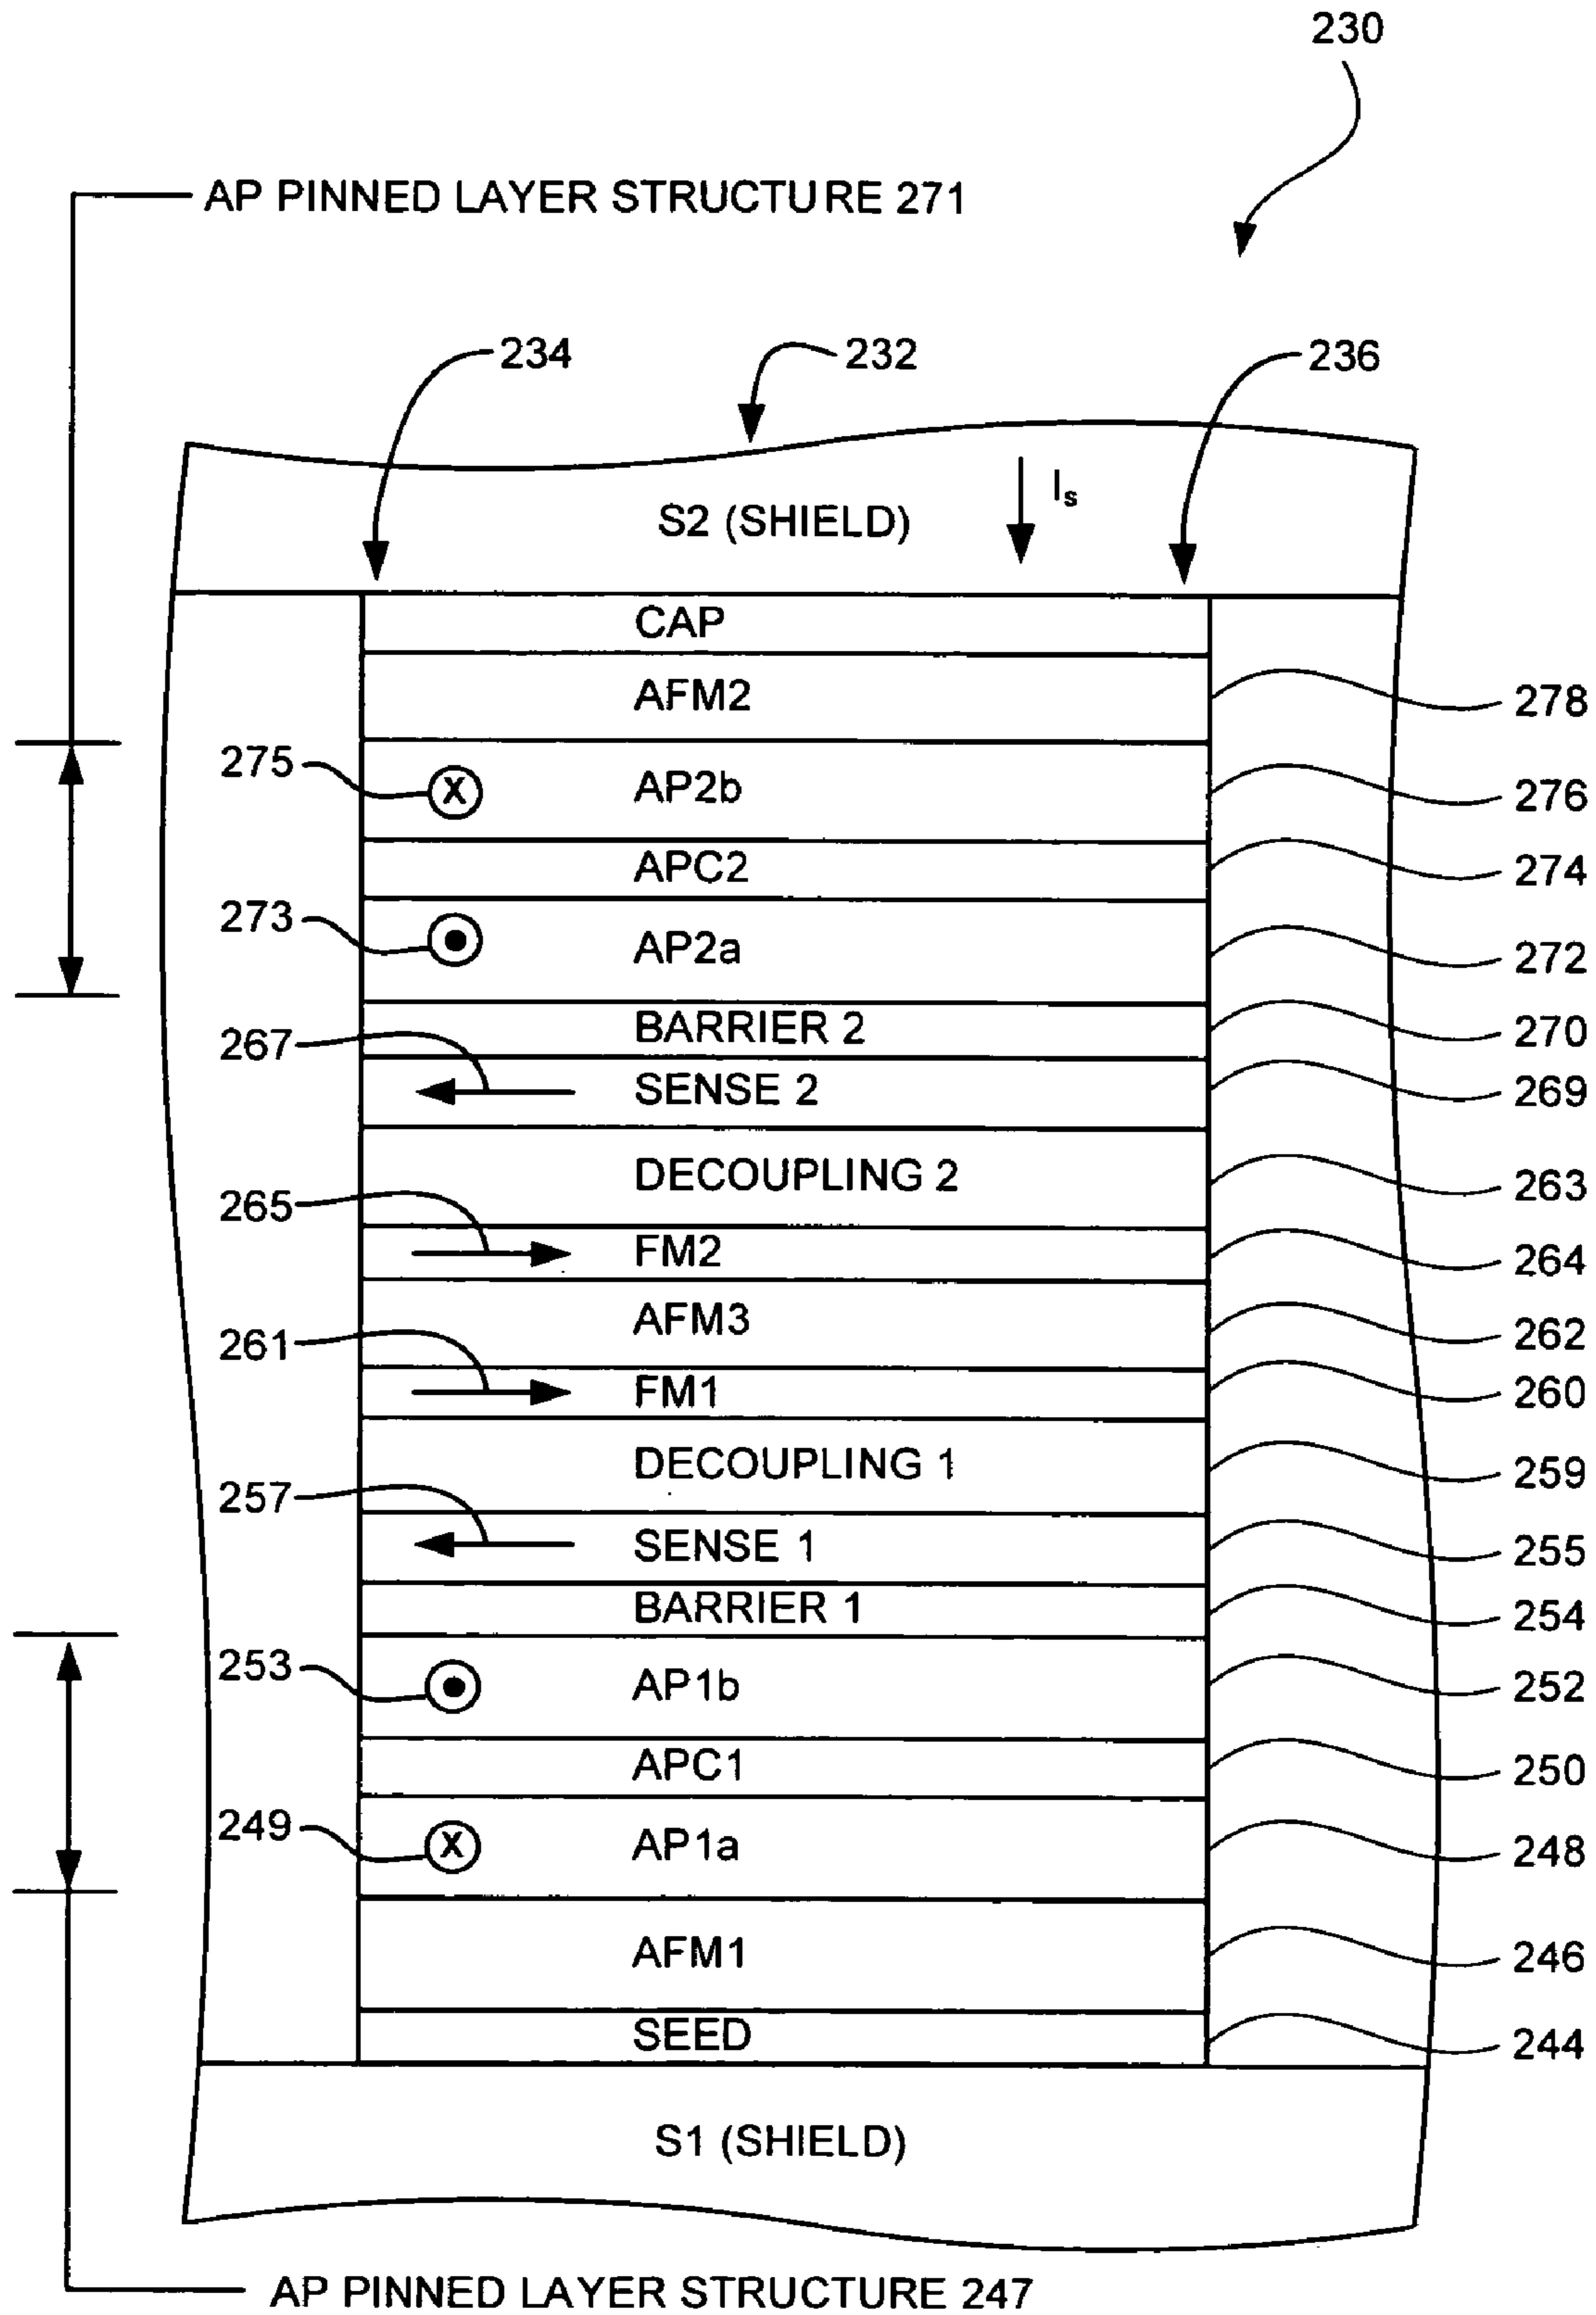 230
AP PINNED LAYER STRUCTURE 271
234
232
236
S2 (SHIELD)
Is
CAP
AFM2
278
275
X
AP2b
276
APC2
274
273
AP2a
272
BARRIER 2
270
267
SENSE 2
269
DECOUPLING 2
263
265
FM2
264
AFM3
262
261
FM1
260
DECOUPLING 1
259
257
SENSE 1
255
BARRIER 1
254
253
AP1b
252
APC1
250
249
X
AP1a
248
AFM1
246
SEED
244
S1 (SHIELD)
AP PINNED LAYER STRUCTURE 247